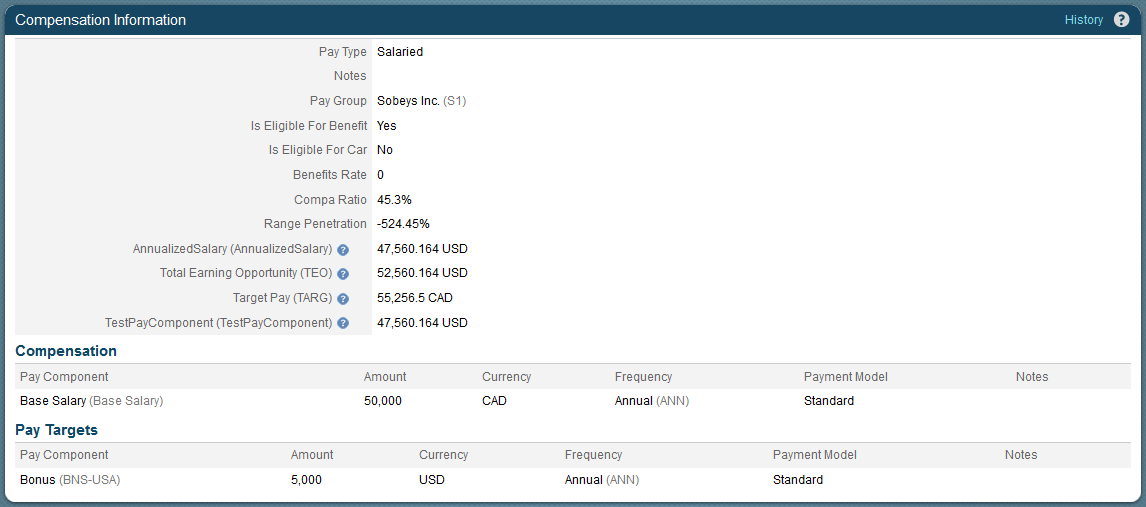 Compensation Information History ?
Pay Type Salaried
Notes
Pay Group Sobeys Inc. (S1)
Is Eligible For Benefit Yes
Is Eligible For Car No
Benefits Rate 0
Compa Ratio 45.3%
Range Penetration -524.45%
AnnualizedSalary (AnnualizedSalary) ? 47,560.164 USD
Total Earning Opportunity (TEO) ? 52,560.164 USD
Target Pay (TARG) ? 55,256.5 CAD
TestPayComponent (TestPayComponent) ? 47,560.164 USD
Compensation
Pay Component Amount Currency Frequency Payment Model Notes
Base Salary (Base Salary) 50,000 CAD Annual (ANN) Standard
Pay Targets
Pay Component Amount Currency Frequency Payment Model Notes
Bonus (BNS-USA) 5,000 USD Annual (ANN) Standard